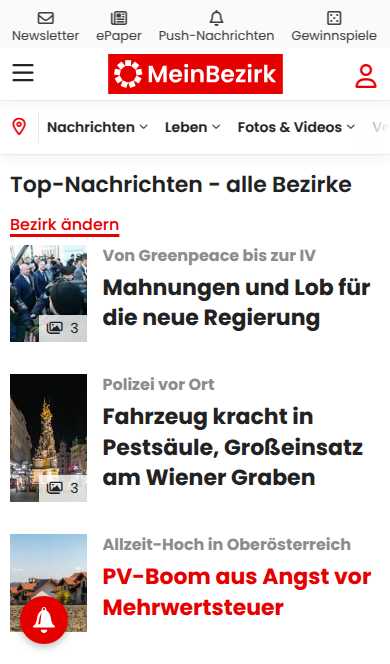 Newsletter ePaper Push-Nachrichten Gewinnspiele
MeinBezirk
Nachrichten Leben Fotos & Videos
Top-Nachrichten - alle Bezirke
Bezirk ändern
Von Greenpeace bis zur IV
Mahnungen und Lob für
die neue Regierung
3
Polizei vor Ort
Fahrzeug kracht in
Pestsäule, Großeinsatz
am Wiener Graben
3
Allzeit-Hoch in Oberösterreich
PV-Boom aus Angst vor
Mehrwertsteuer